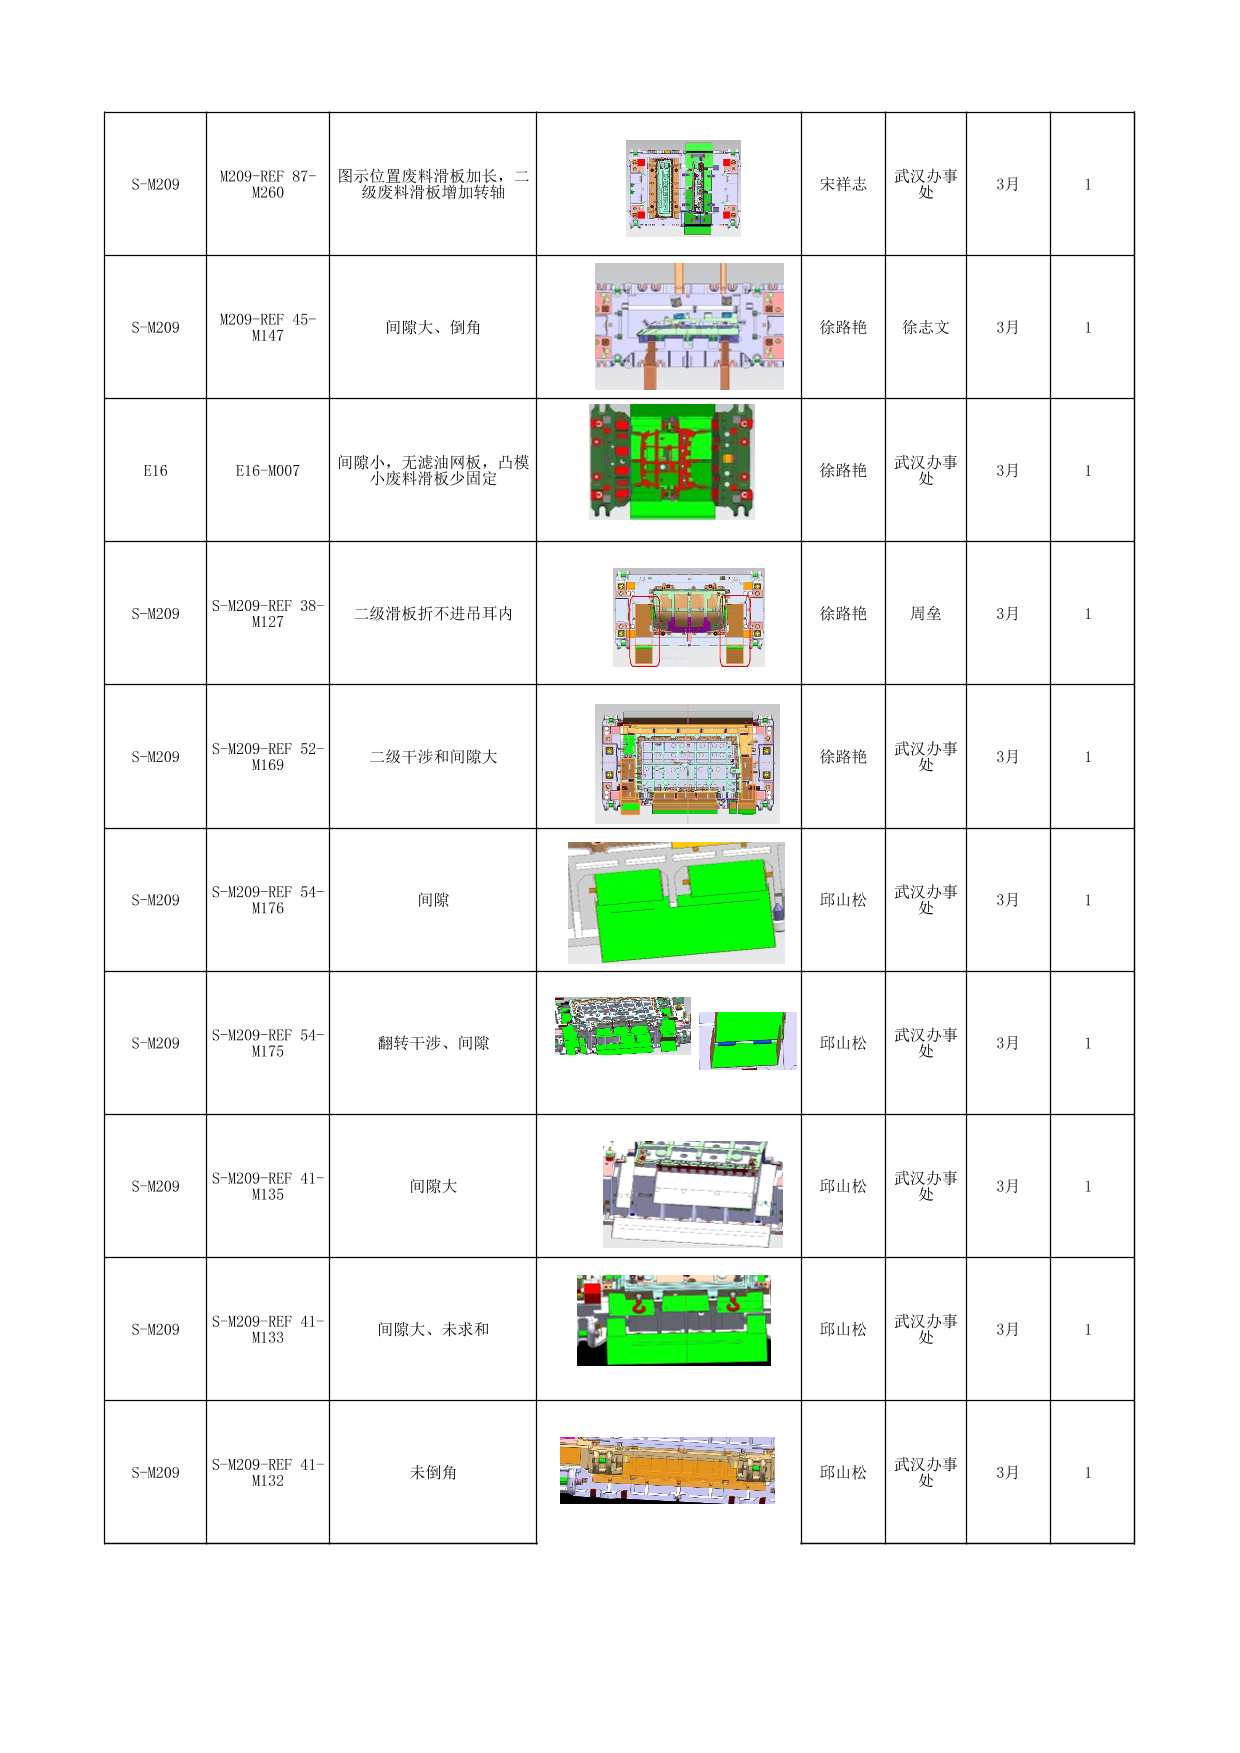 S-M209
M209-REF 87-
M260
图示位置废料滑板加长，二
级废料滑板增加转轴
宋祥志
武汉办事
处
3月
1
S-M209
M209-REF 45-
M147
间隙大、倒角
徐路艳
徐志文
3月
1
E16
E16-M007
间隙小，无滤油网板，凸模
小废料滑板少固定
徐路艳
武汉办事
处
3月
1
S-M209
S-M209-REF 38-
M127
二级滑板折不进吊耳内
徐路艳
周垒
3月
1
S-M209
S-M209-REF 52-
M169
二级干涉和间隙大
徐路艳
武汉办事
处
3月
1
S-M209
S-M209-REF 54-
M176
间隙
邱山松
武汉办事
处
3月
1
S-M209
S-M209-REF 54-
M175
翻转干涉、间隙
邱山松
武汉办事
处
3月
1
S-M209
S-M209-REF 41-
M135
间隙大
邱山松
武汉办事
处
3月
1
S-M209
S-M209-REF 41-
M133
间隙大、未求和
邱山松
武汉办事
处
3月
1
S-M209
S-M209-REF 41-
M132
未倒角
邱山松
武汉办事
处
3月
1